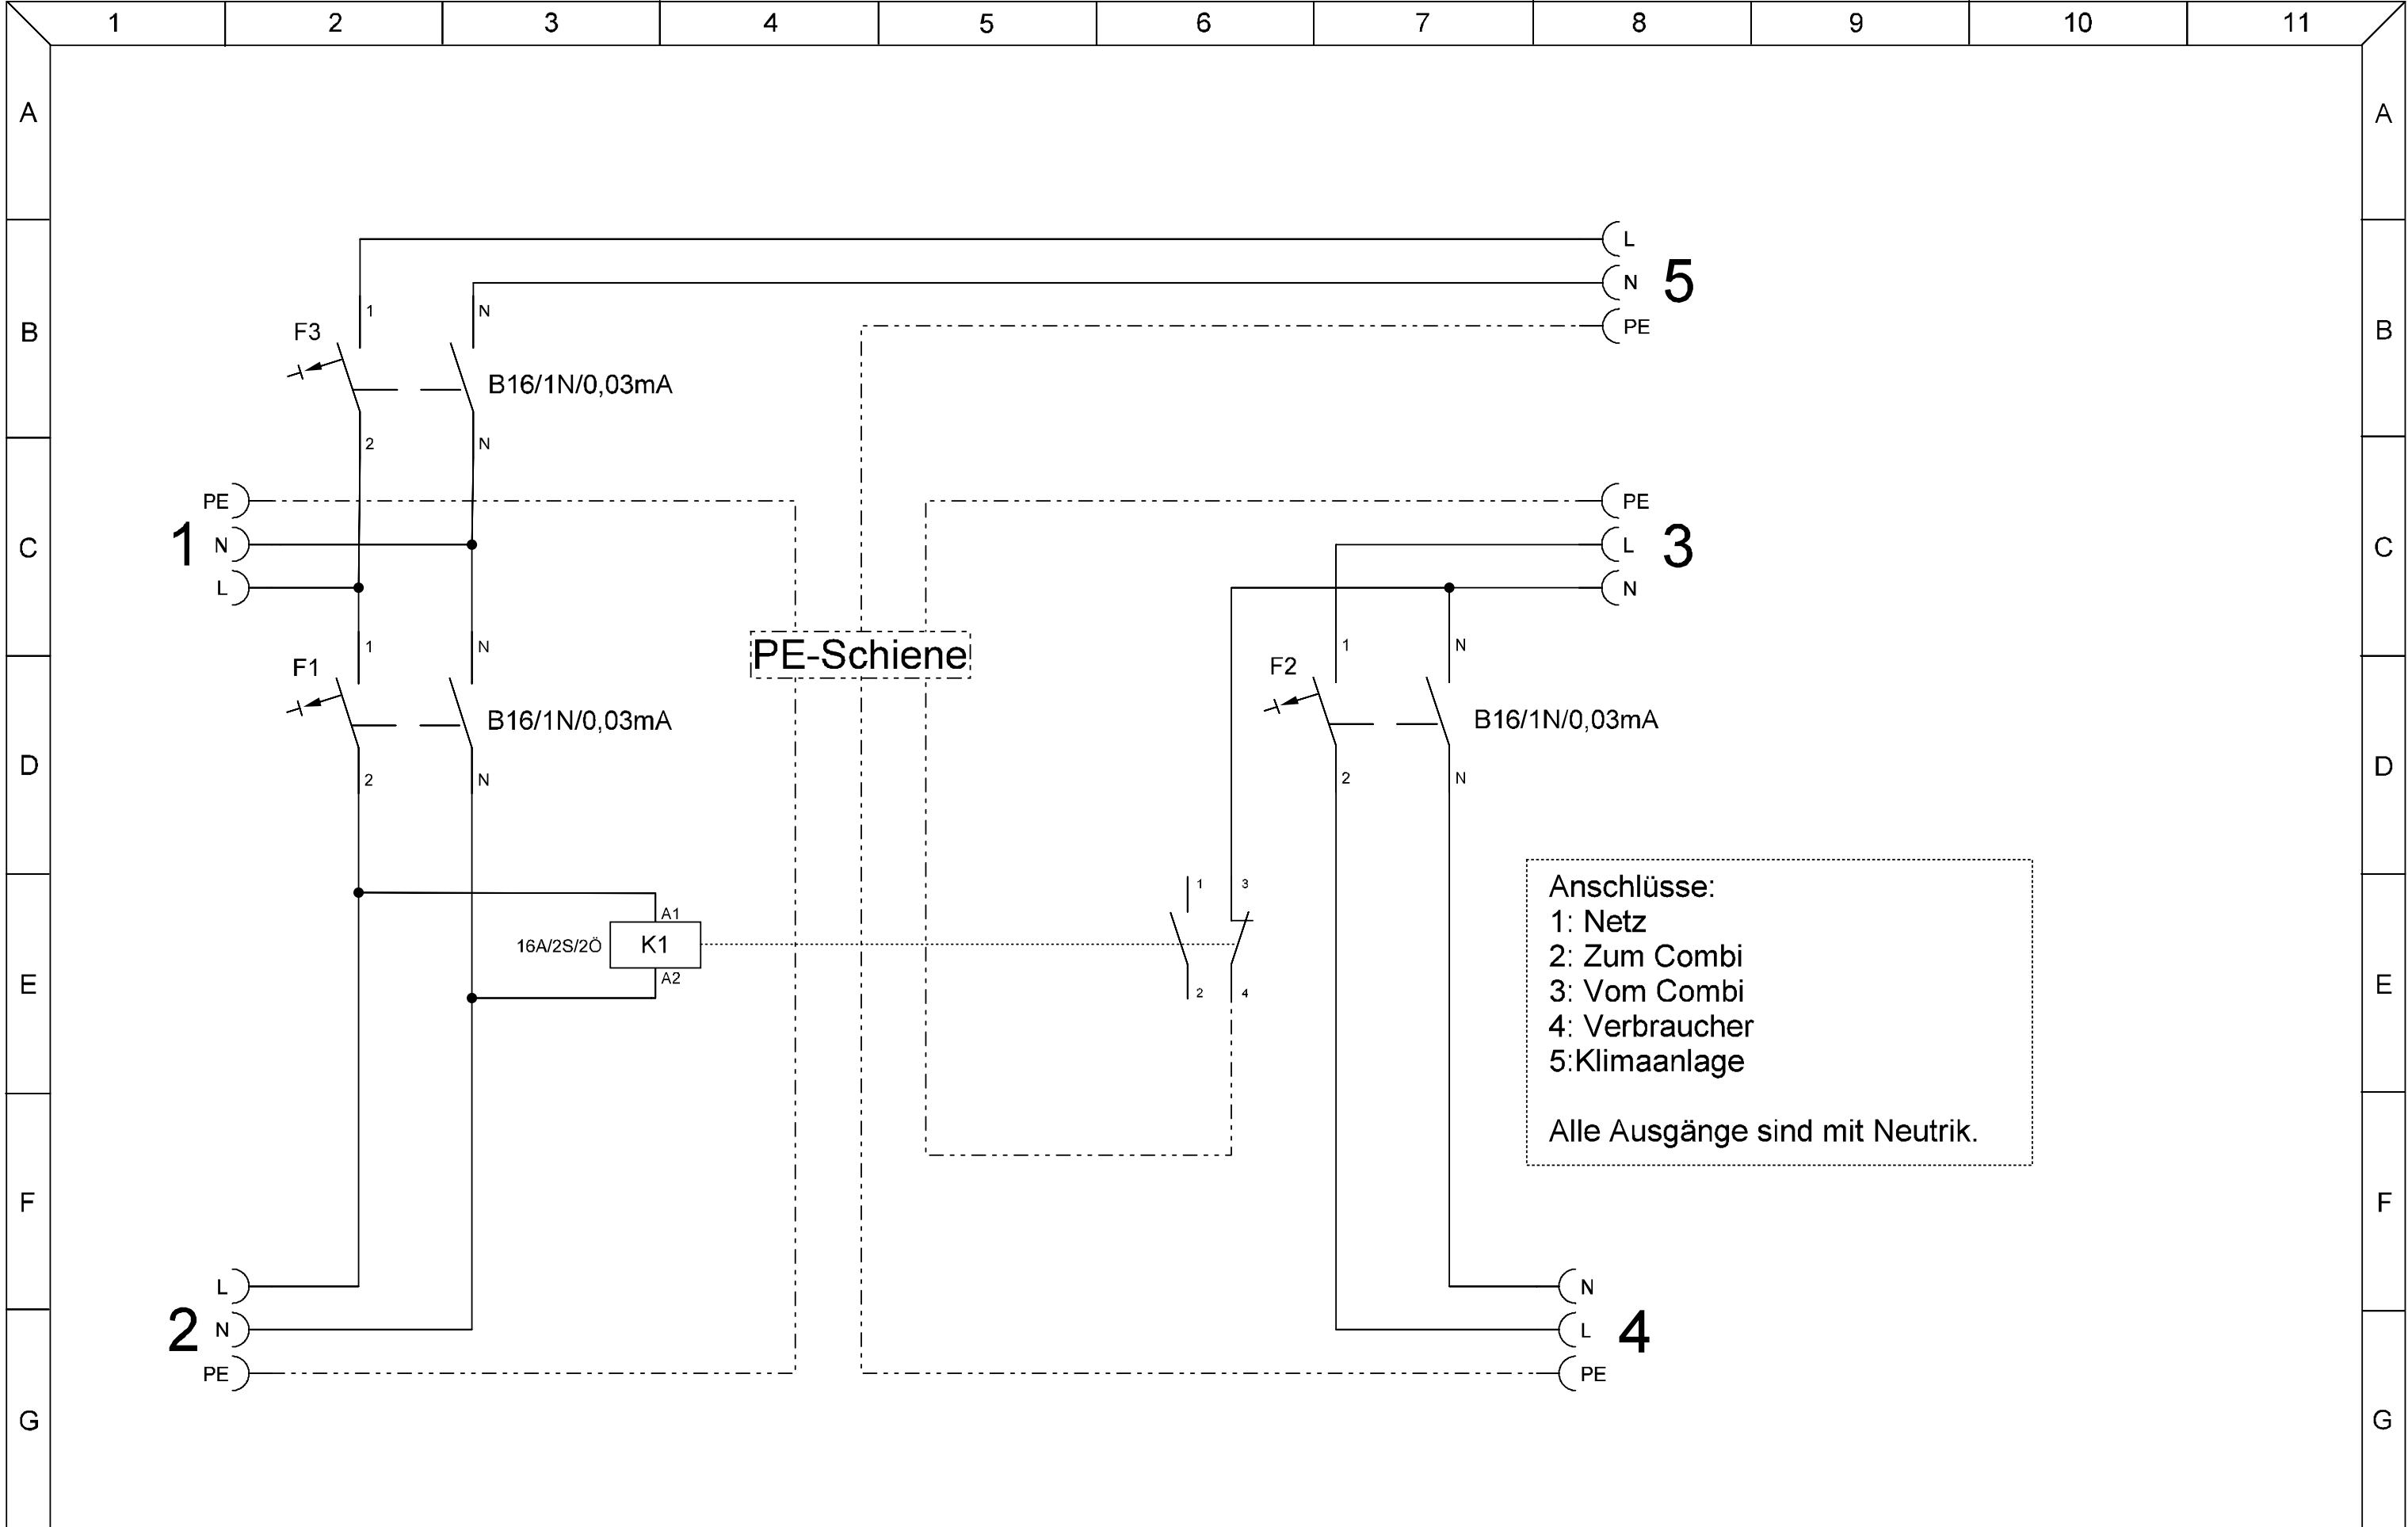 1 2 3 4 5 6 7 8 9 10 11
A A
L
N 5
PE
1 N
F3
B B
B16/1N/0,03mA
2 N
PE PE
1 N L 3
C C
L N
1 N 1 N
PE-Schiene
F1 F2
B16/1N/0,03mA B16/1N/0,03mA
D D
2 N 2 N
1 3
A1
16A/2S/2Ö K1
A2
E E
2 4
Anschlüsse:
1: Netz
2: Zum Combi
3: Vom Combi
4: Verbraucher
5:Klimaanlage
Alle Ausgänge sind mit Neutrik.
F F
L N
2 N L 4
PE PE
G G